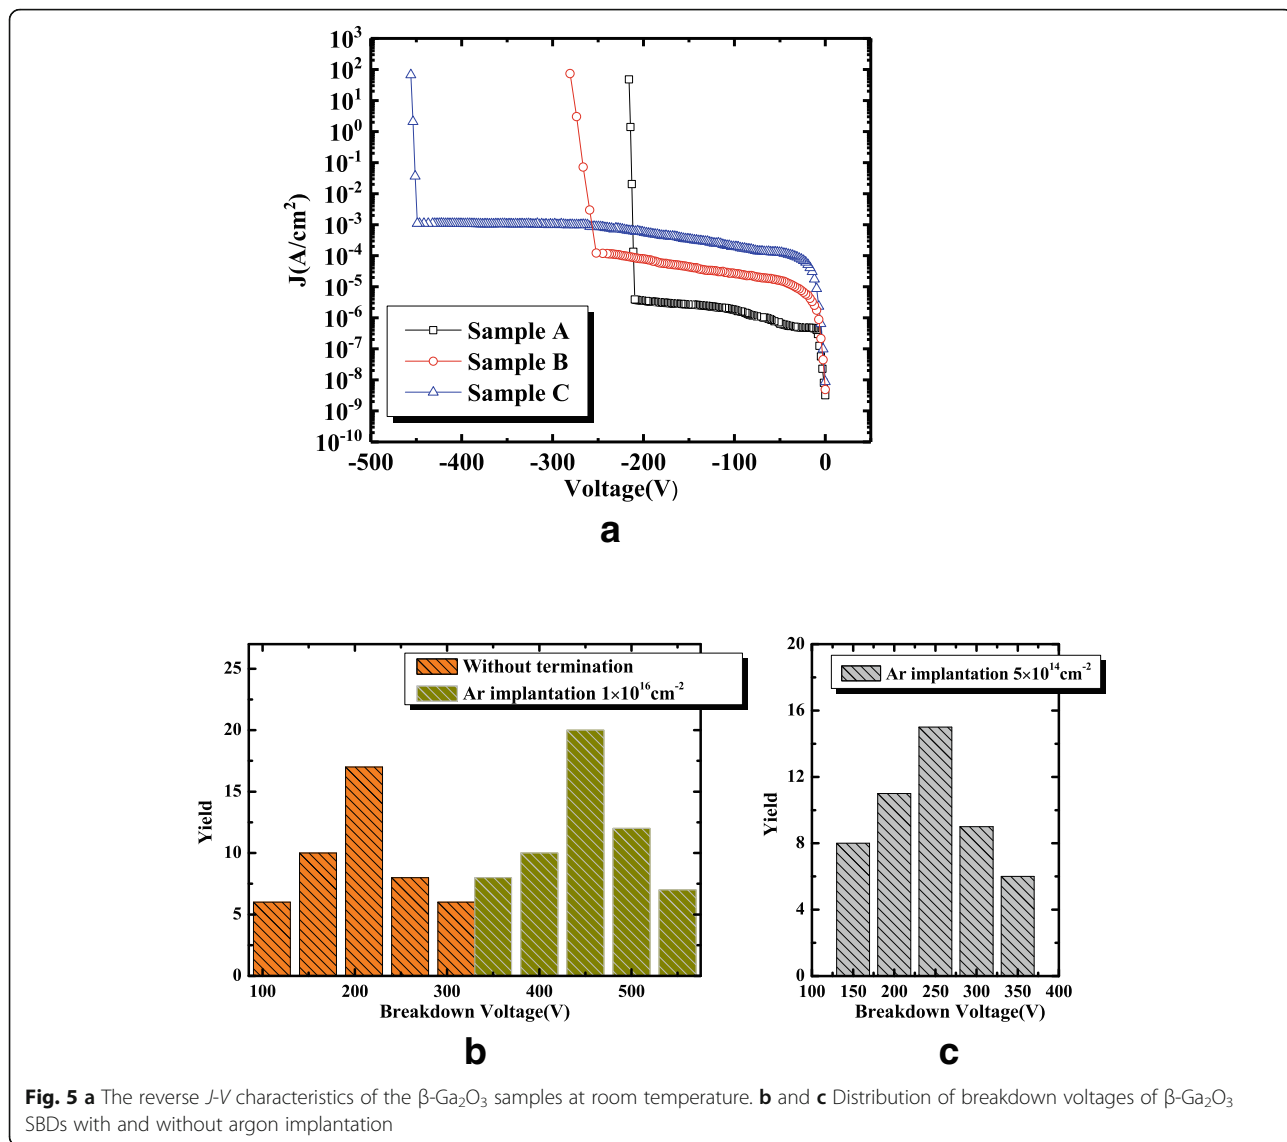 10³
10²
10¹
10⁰
10⁻¹
10⁻²
10⁻³
10⁻⁴
10⁻⁵
10⁻⁶
10⁻⁷
10⁻⁸
10⁻⁹
10⁻¹⁰
J(A/cm²)
Sample A
Sample B
Sample C
-500 -400 -300 -200 -100 0
Voltage(V)
a
25
20
15
10
5
0
Yield
Without termination
Ar implantation 1×10¹⁶cm⁻²
100 200 300 400 500
Breakdown Voltage(V)
b
20
16
12
8
4
0
Yield
Ar implantation 5×10¹⁴cm⁻²
100 150 200 250 300 350 400
Breakdown Voltage(V)
c
Fig. 5 a The reverse J-V characteristics of the β-Ga₂O₃ samples at room temperature. b and c Distribution of breakdown voltages of β-Ga₂O₃
SBDs with and without argon implantation